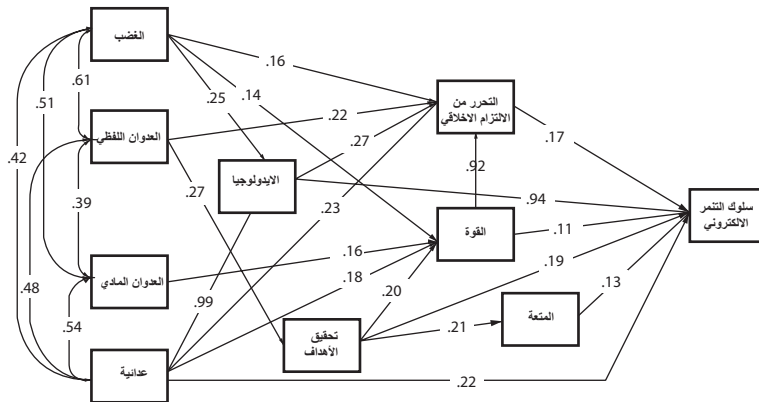 الغضب
.16
.14
.25
.61
.51
.42
التحرر من
الالتزام الاخلاقي
.17
العدوان اللفظي
.22
.27
الايدولوجيا
.92
.94
.27
.39
.23
القوة
.11
سلوك التنمر
الالكتروني
العدوان المادي
.16
.18
.19
.48
.99
.20
.13
.54
تحقيق
الأهداف
.21
المتعة
عدائية
.22